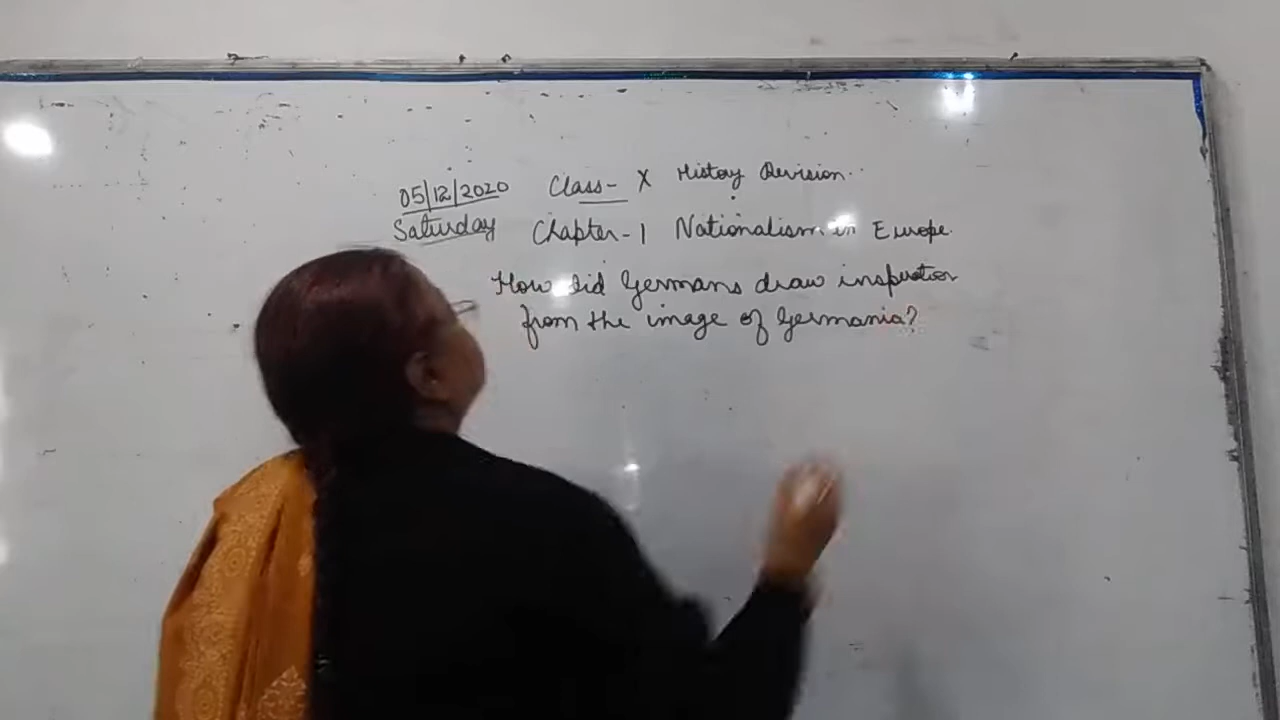 05/12/2020 Class- X History Revision..
Saturday Chapter-1 Nationalism in Europe.
How did Germans draw inspiration
from the image of Germania?